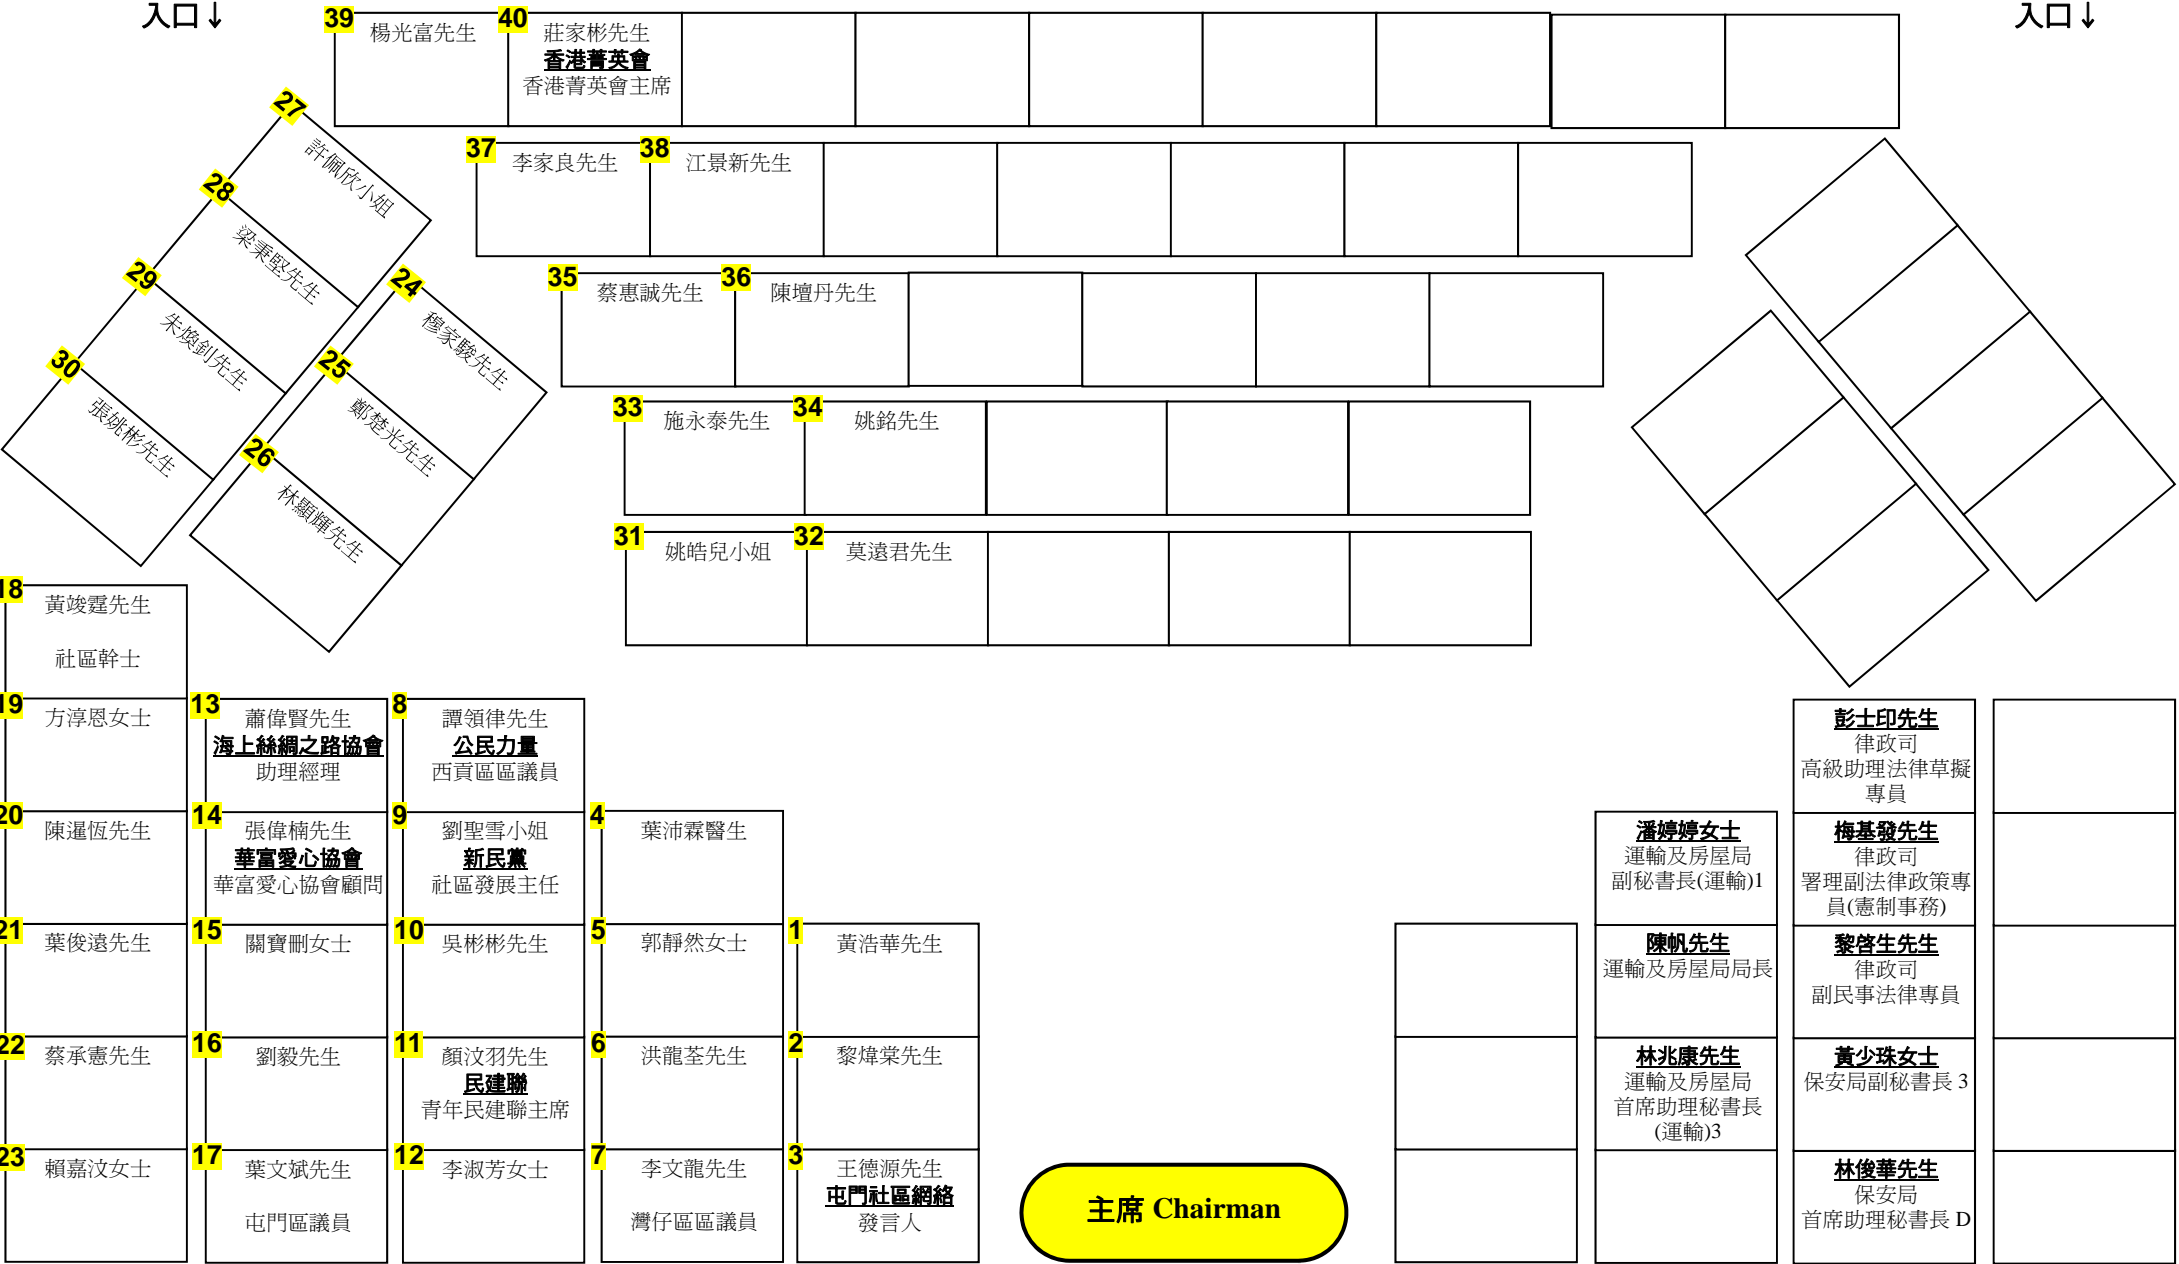 入口↓
入口↓
39
楊光富先生
40
莊家彬先生
香港菁英會
香港菁英會主席
37
李家良先生
38
江景新先生
35
蔡惠誠先生
36
陳壇丹先生
33
施永泰先生
34
姚銘先生
31
姚皓兒小姐
32
莫遠君先生
27
許佩欣小姐
28
梁秉堅先生
29
朱煥釗先生
30
張姚彬先生
24
穆家駿先生
25
鄭楚光先生
26
林顯輝先生
18
黃竣霆先生
社區幹士
19
方淳恩女士
20
陳暹恆先生
21
葉俊遠先生
22
蔡承憲先生
23
賴嘉汶女士
13
蕭偉賢先生
海上絲綢之路協會
助理經理
14
張偉楠先生
華富愛心協會
華富愛心協會顧問
15
關寶刪女士
16
劉毅先生
17
葉文斌先生
屯門區議員
8
譚領律先生
公民力量
西貢區區議員
9
劉聖雪小姐
新民黨
社區發展主任
10
吳彬彬先生
11
顏汶羽先生
民建聯
青年民建聯主席
12
李淑芳女士
4
葉沛霖醫生
5
郭靜然女士
6
洪龍荃先生
7
李文龍先生
灣仔區區議員
1
黃浩華先生
2
黎煒棠先生
3
王德源先生
屯門社區網絡
發言人
主席 Chairman
潘婷婷女士
運輸及房屋局
副秘書長(運輸)1
陳帆先生
運輸及房屋局局長
林兆康先生
運輸及房屋局
首席助理秘書長
(運輸)3
彭士印先生
律政司
高級助理法律草擬
專員
梅基發先生
律政司
署理副法律政策專
員(憲制事務)
黎啓生先生
律政司
副民事法律專員
黃少珠女士
保安局副秘書長 3
林俊華先生
保安局
首席助理秘書長 D